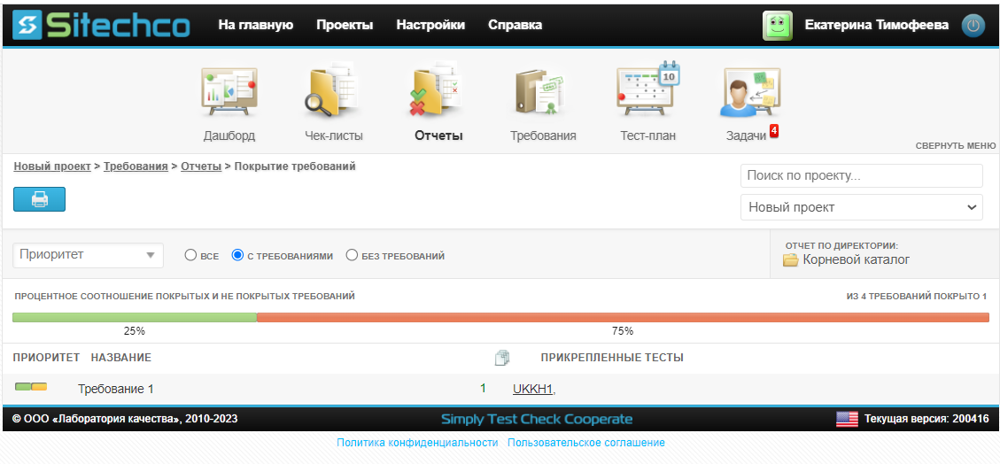 Sitechco На главную Проекты Настройки Справка Екатерина Тимофеева
10
Дашборд Чек-листы Отчеты Требования Тест-план Задачи 4
СВЕРНУТЬ МЕНЮ
Новый проект > Требования > Отчеты > Покрытие требований
Поиск по проекту...
Новый проект
Приоритет ВСЕ С ТРЕБОВАНИЯМИ БЕЗ ТРЕБОВАНИЙ
ОТЧЕТ ПО ДИРЕКТОРИИ:
Корневой каталог
ПРОЦЕНТНОЕ СООТНОШЕНИЕ ПОКРЫТЫХ И НЕ ПОКРЫТЫХ ТРЕБОВАНИЙ ИЗ 4 ТРЕБОВАНИЙ ПОКРЫТО 1
25% 75%
ПРИОРИТЕТ НАЗВАНИЕ ПРИКРЕПЛЕННЫЕ ТЕСТЫ
Требование 1 1 UKKH1,
© ООО «Лаборатория качества», 2010-2023 Simply Test Check Cooperate Текущая версия: 200416
Политика конфиденциальности Пользовательское соглашение